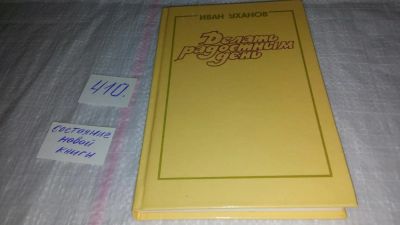 ИВАН УХАНОВ
Делать
радостным
день
410.
состояние
новой
книги